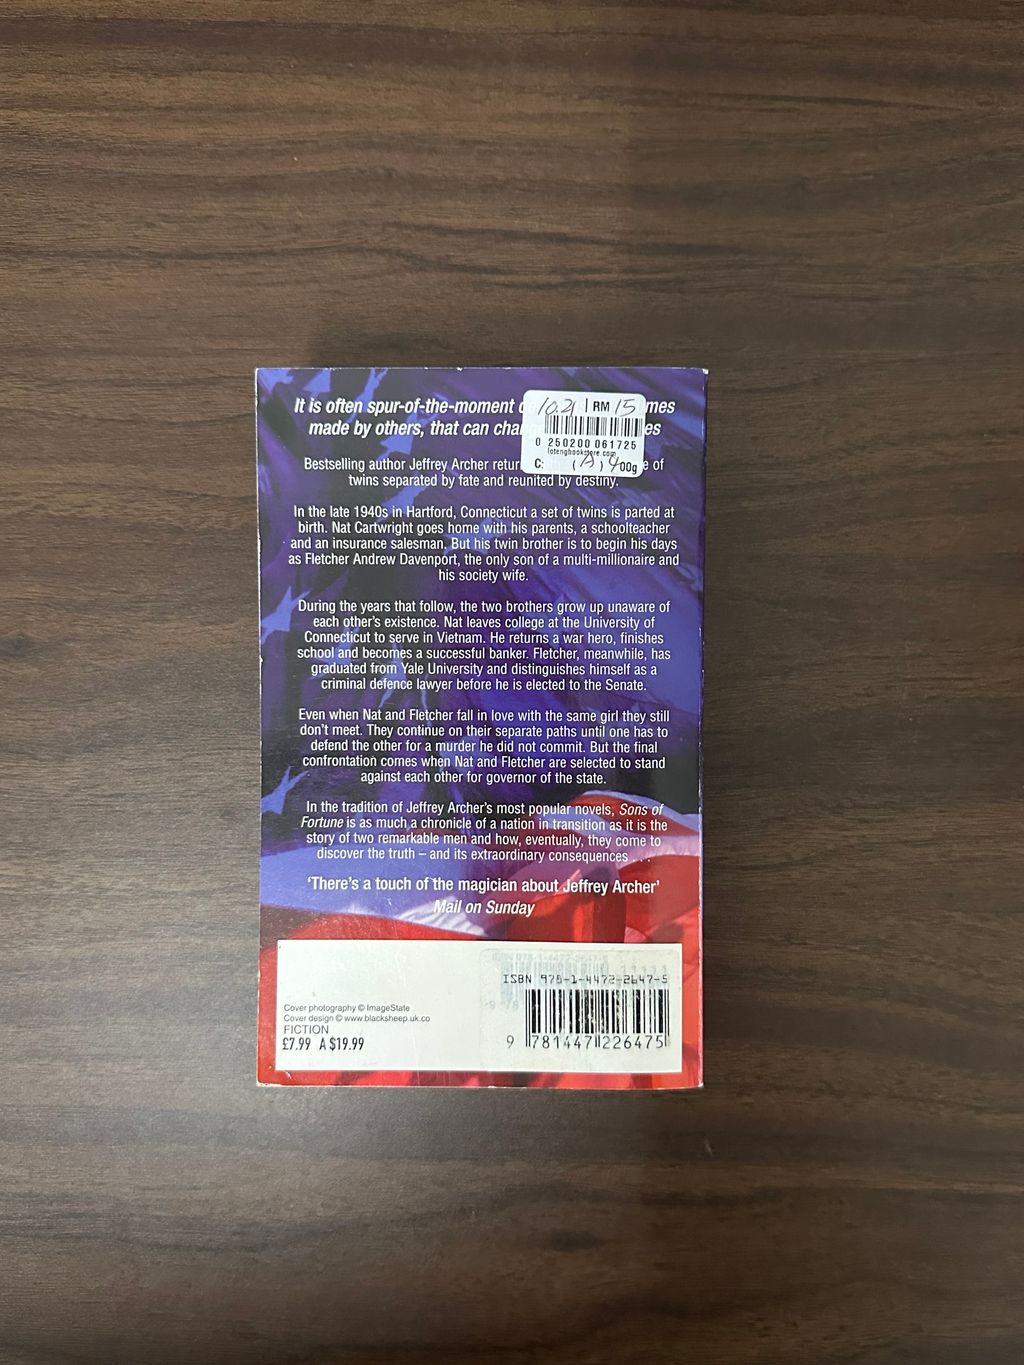 It is often spur-of-the-moment
made by others, that can
10.21 | RM 15
0 250200 061725
lotengbookstore.com
C: (A) 400g
Bestselling author Jeffrey Archer e of
twins separated by fate and reunited by destiny.
In the late 1940s in Hartford, Connecticut a set of twins is parted at
birth. Nat Cartwright goes home with his parents, a schoolteacher
and an insurance salesman. But his twin brother is to begin his days
as Fletcher Andrew Davenport, the only son of a multi-millionaire and
his society wife.
During the years that follow, the two brothers grow up unaware of
each other's existence. Nat leaves college at the University of
Connecticut to serve in Vietnam. He returns a war hero, finishes
school and becomes a successful banker. Fletcher, meanwhile, has
graduated from Yale University and distinguishes himself as a
criminal defence lawyer before he is elected to the Senate.
Even when Nat and Fletcher fall in love with the same girl they still
don't meet. They continue on their separate paths until one has to
defend the other for a murder he did not commit. But the final
confrontation comes when Nat and Fletcher are selected to stand
against each other for governor of the state.
In the tradition of Jeffrey Archer's most popular novels, Sons of
Fortune is as much a chronicle of a nation in transition as it is the
story of two remarkable men and how, eventually, they come to
discover the truth – and its extraordinary consequences . . .
'There's a touch of the magician about Jeffrey Archer'
Mail on Sunday
ISBN 978-1-4472-2647-5
Cover photography © ImageState
Cover design © www.blacksheep.uk.co
FICTION
£7.99 A $19.99
9 781447 226475